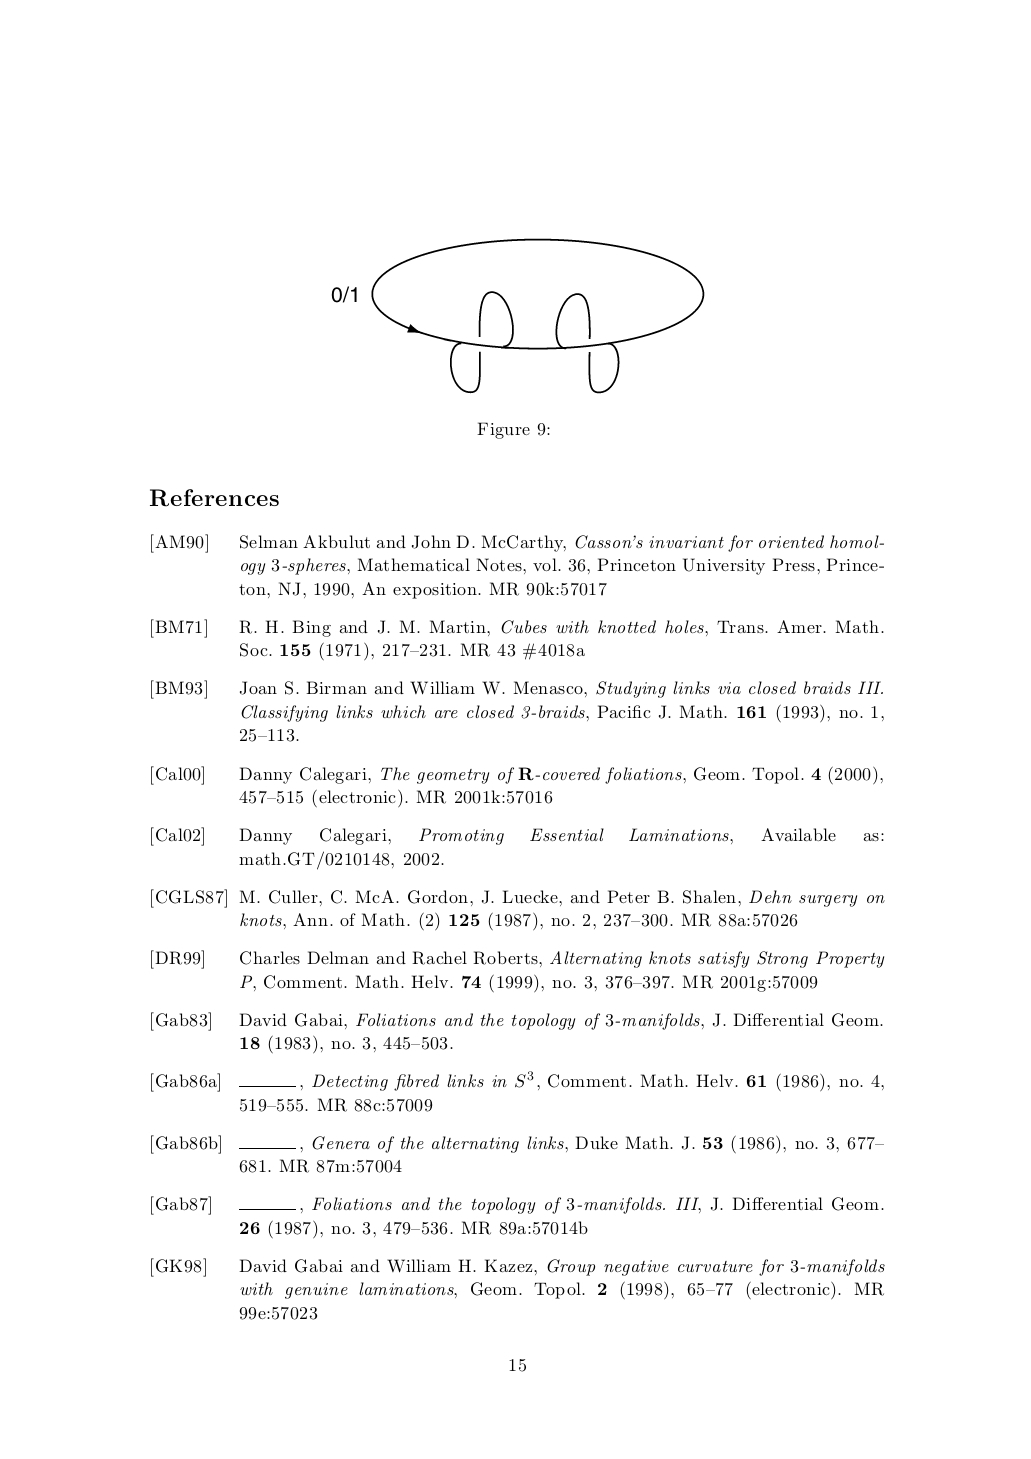 0/1
Figure 9:
References
[AM90] Selman Akbulut and John D. McCarthy, Casson's invariant for oriented homol-
ogy 3-spheres, Mathematical Notes, vol. 36, Princeton University Press, Prince-
ton, NJ, 1990, An exposition. MR 90k:57017
[BM71] R. H. Bing and J. M. Martin, Cubes with knotted holes, Trans. Amer. Math.
Soc. 155 (1971), 217–231. MR 43 #4018a
[BM93] Joan S. Birman and William W. Menasco, Studying links via closed braids III.
Classifying links which are closed 3-braids, Pacific J. Math. 161 (1993), no. 1,
25–113.
[Cal00] Danny Calegari, The geometry of R-covered foliations, Geom. Topol. 4 (2000),
457–515 (electronic). MR 2001k:57016
[Cal02] Danny Calegari, Promoting Essential Laminations, Available as:
math.GT/0210148, 2002.
[CGLS87] M. Culler, C. McA. Gordon, J. Luecke, and Peter B. Shalen, Dehn surgery on
knots, Ann. of Math. (2) 125 (1987), no. 2, 237–300. MR 88a:57026
[DR99] Charles Delman and Rachel Roberts, Alternating knots satisfy Strong Property
P, Comment. Math. Helv. 74 (1999), no. 3, 376–397. MR 2001g:57009
[Gab83] David Gabai, Foliations and the topology of 3-manifolds, J. Differential Geom.
18 (1983), no. 3, 445–503.
[Gab86a] ______, Detecting fibred links in S³, Comment. Math. Helv. 61 (1986), no. 4,
519–555. MR 88c:57009
[Gab86b] ______, Genera of the alternating links, Duke Math. J. 53 (1986), no. 3, 677–
681. MR 87m:57004
[Gab87] ______, Foliations and the topology of 3-manifolds. III, J. Differential Geom.
26 (1987), no. 3, 479–536. MR 89a:57014b
[GK98] David Gabai and William H. Kazez, Group negative curvature for 3-manifolds
with genuine laminations, Geom. Topol. 2 (1998), 65–77 (electronic). MR
99e:57023
15